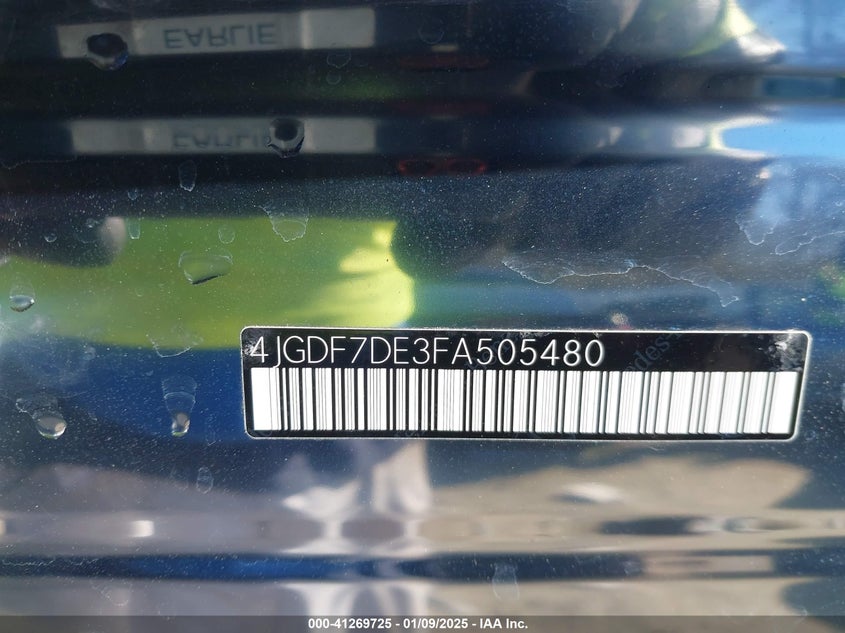 EARLIE
EARLIE
4JGDF7DE3FA505480
000-41269725 - 01/09/2025 - IAA Inc.